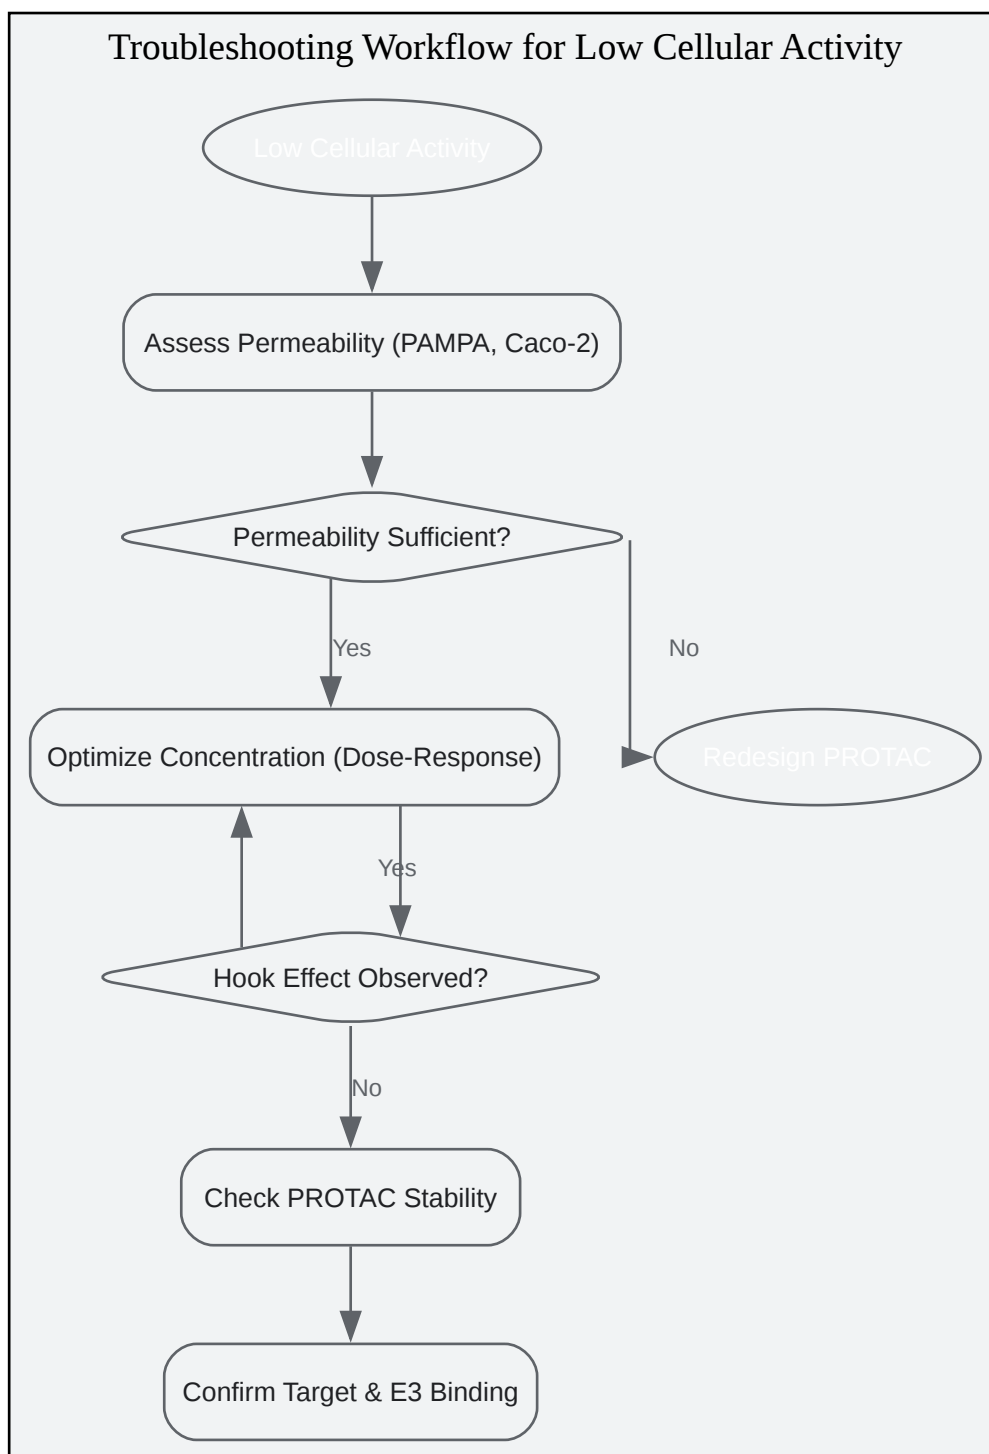 Troubleshooting Workflow for Low Cellular Activity
Low Cellular Activity
Assess Permeability (PAMPA, Caco-2)
Permeability Sufficient?
Yes
No
Optimize Concentration (Dose-Response)
Redesign PROTAC
Yes
Hook Effect Observed?
No
Check PROTAC Stability
Confirm Target & E3 Binding